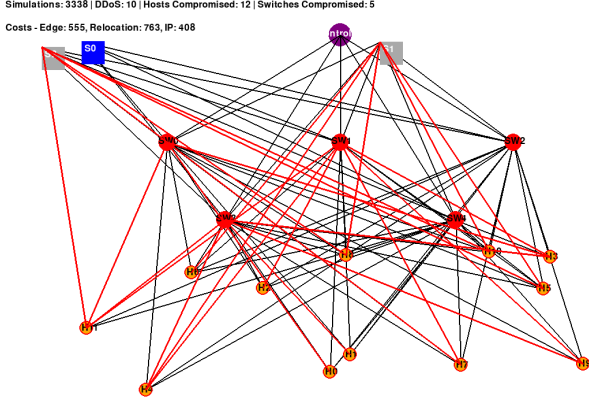 Simulations: 3338 | DDoS: 10 | Hosts Compromised: 12 | Switches Compromised: 5
Costs - Edge: 555, Relocation: 763, IP: 408
S0
SW0
SW1
SW2
SW3
SW4
H8
H10
H3
H6
H2
H5
H11
H1
H0
H7
H9
H4